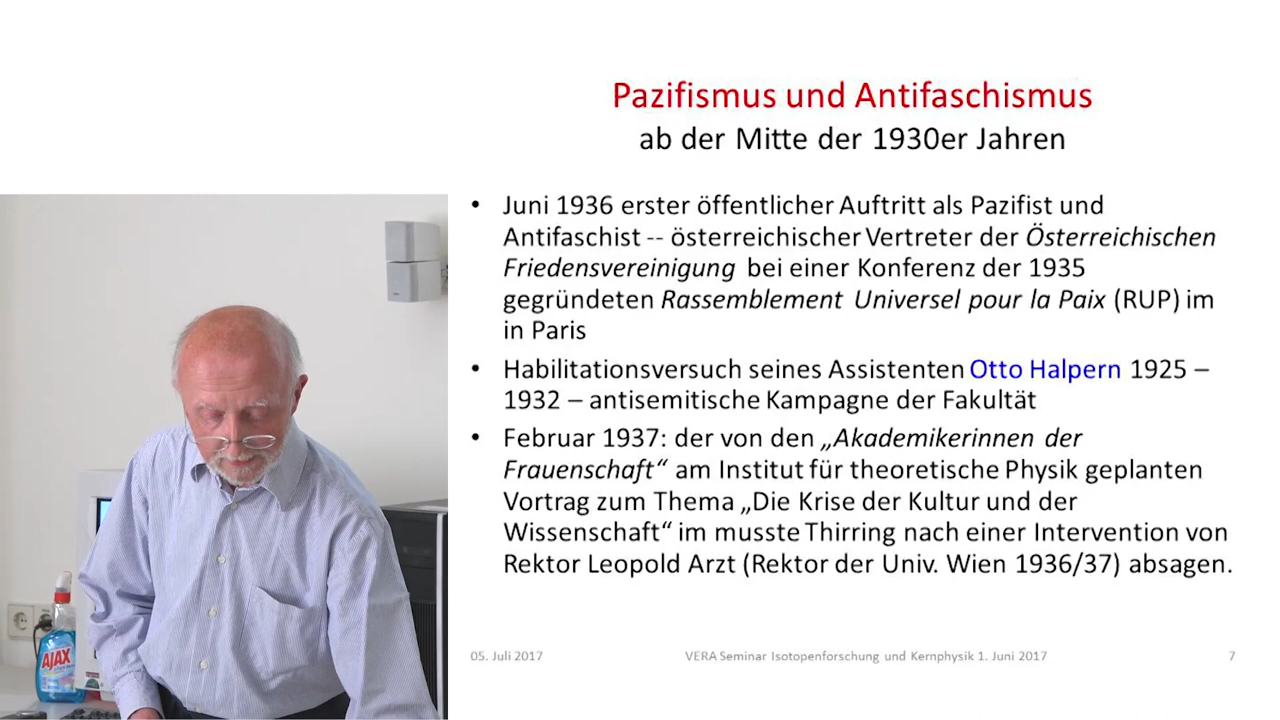 Pazifismus und Antifaschismus
ab der Mitte der 1930er Jahren
• Juni 1936 erster öffentlicher Auftritt als Pazifist und
Antifaschist -- österreichischer Vertreter der Österreichischen
Friedensvereinigung bei einer Konferenz der 1935
gegründeten Rassemblement Universel pour la Paix (RUP) im
in Paris
• Habilitationsversuch seines Assistenten Otto Halpern 1925 –
1932 – antisemitische Kampagne der Fakultät
• Februar 1937: der von den „Akademikerinnen der
Frauenschaft“ am Institut für theoretische Physik geplanten
Vortrag zum Thema „Die Krise der Kultur und der
Wissenschaft“ im musste Thirring nach einer Intervention von
Rektor Leopold Arzt (Rektor der Univ. Wien 1936/37) absagen.
AJAX
05. Juli 2017 VERA Seminar Isotopenforschung und Kernphysik 1. Juni 2017 7